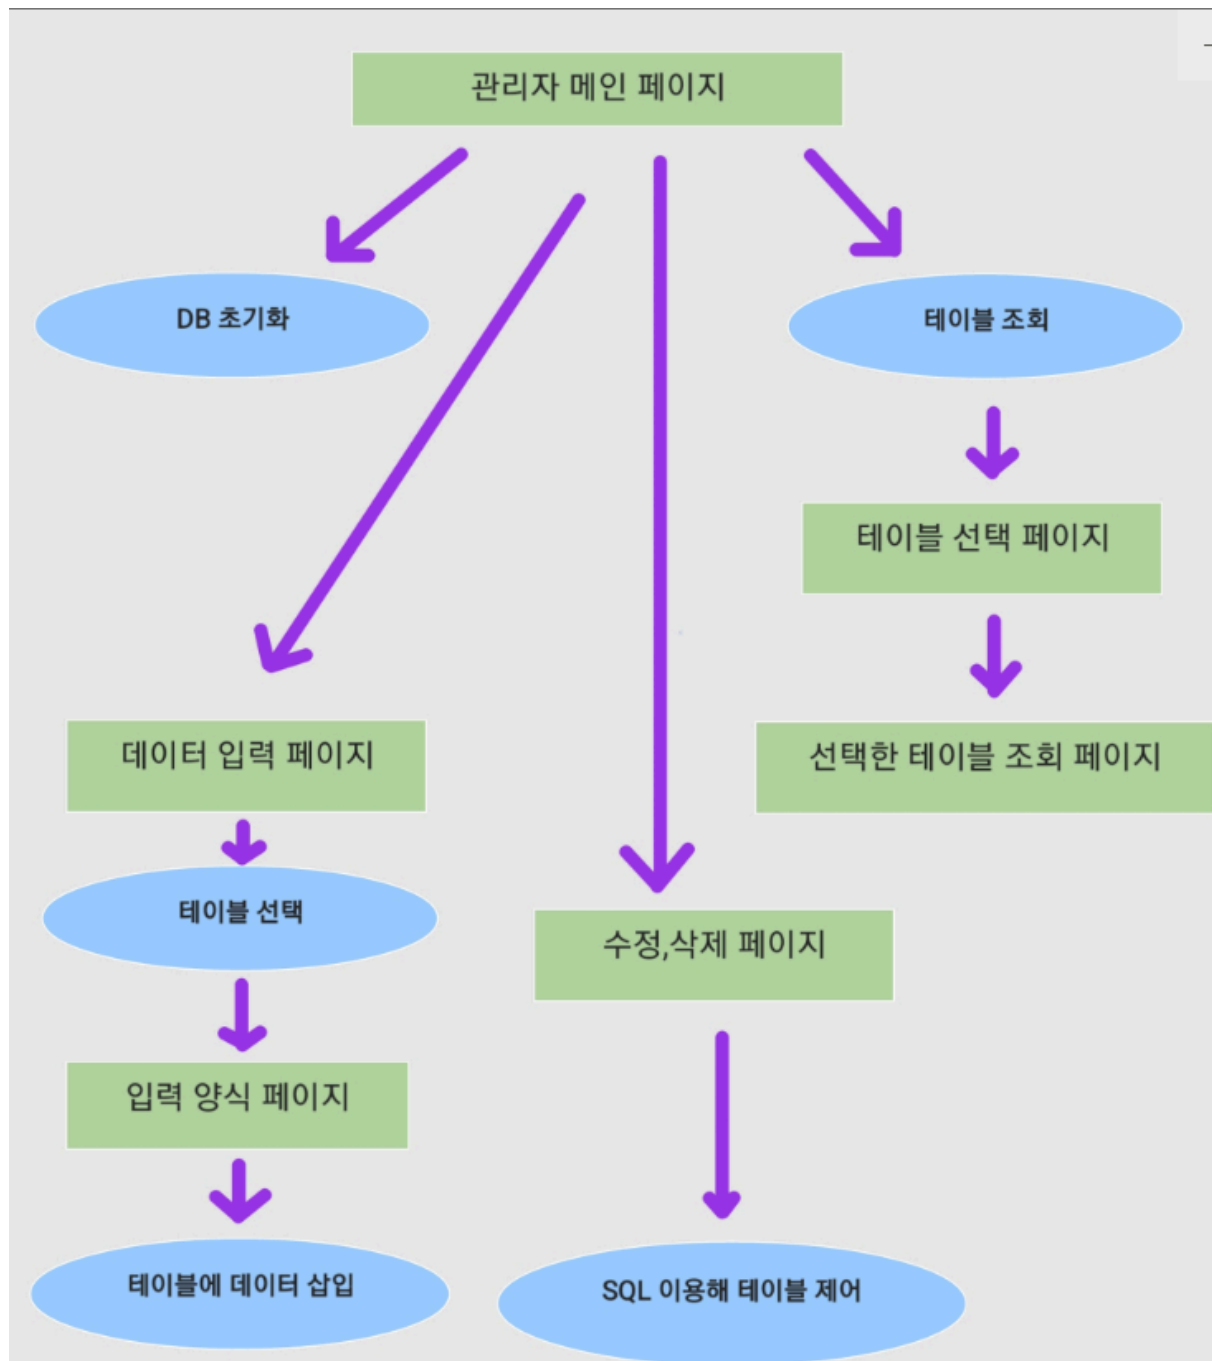 관리자 메인 페이지
DB 초기화
테이블 조회
테이블 선택 페이지
데이터 입력 페이지
선택한 테이블 조회 페이지
테이블 선택
수정,삭제 페이지
입력 양식 페이지
테이블에 데이터 삽입
SQL 이용해 테이블 제어